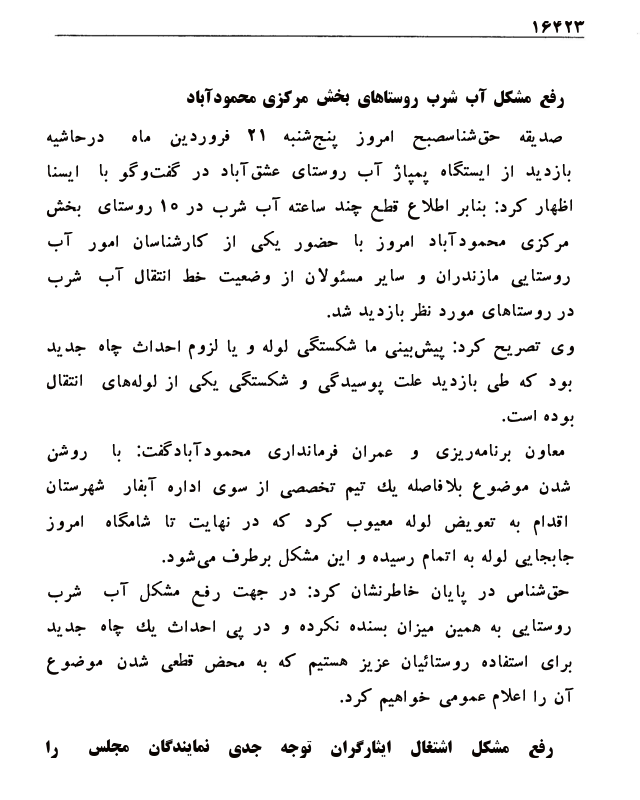 ۱۶۴۲۳
رفع مشکل آب شرب روستاهای بخش مرکزی محمودآباد
صدیقه حق‌شناسصبح امروز پنج‌شنبه ۲۱ فروردین ماه درحاشیه
بازدید از ایستگاه پمپاژ آب روستای عشق‌آباد در گفت‌وگو با ایسنا
اظهار کرد: بنابر اطلاع قطع چند ساعته آب شرب در ۱۵ روستای بخش
مرکزی محمودآباد امروز با حضور یکی از کارشناسان امور آب
روستایی مازندران و سایر مسئولان از وضعیت خط انتقال آب شرب
در روستاهای مورد نظر بازدید شد.
وی تصریح کرد: پیش‌بینی ما شکستگی لوله و یا لزوم احداث چاه جدید
بود که طی بازدید علت پوسیدگی و شکستگی یکی از لوله‌های انتقال
بوده است.
معاون برنامه‌ریزی و عمران فرمانداری محمودآبادگفت: با روشن
شدن موضوع بلافاصله یك تیم تخصصی از سوی اداره آبفار شهرستان
اقدام به تعویض لوله معیوب کرد که در نهایت تا شامگاه امروز
جابجایی لوله به اتمام رسیده و این مشکل برطرف می‌شود.
حق‌شناس در پایان خاطرنشان کرد: در جهت رفع مشکل آب شرب
روستایی به همین میزان بسنده نکرده و در پی احداث یك چاه جدید
برای استفاده روستائیان عزیز هستیم که به محض قطعی شدن موضوع
آن را اعلام عمومی خواهیم کرد.
رفع مشکل اشتغال ایثارگران توجه جدی نمایندگان مجلس را